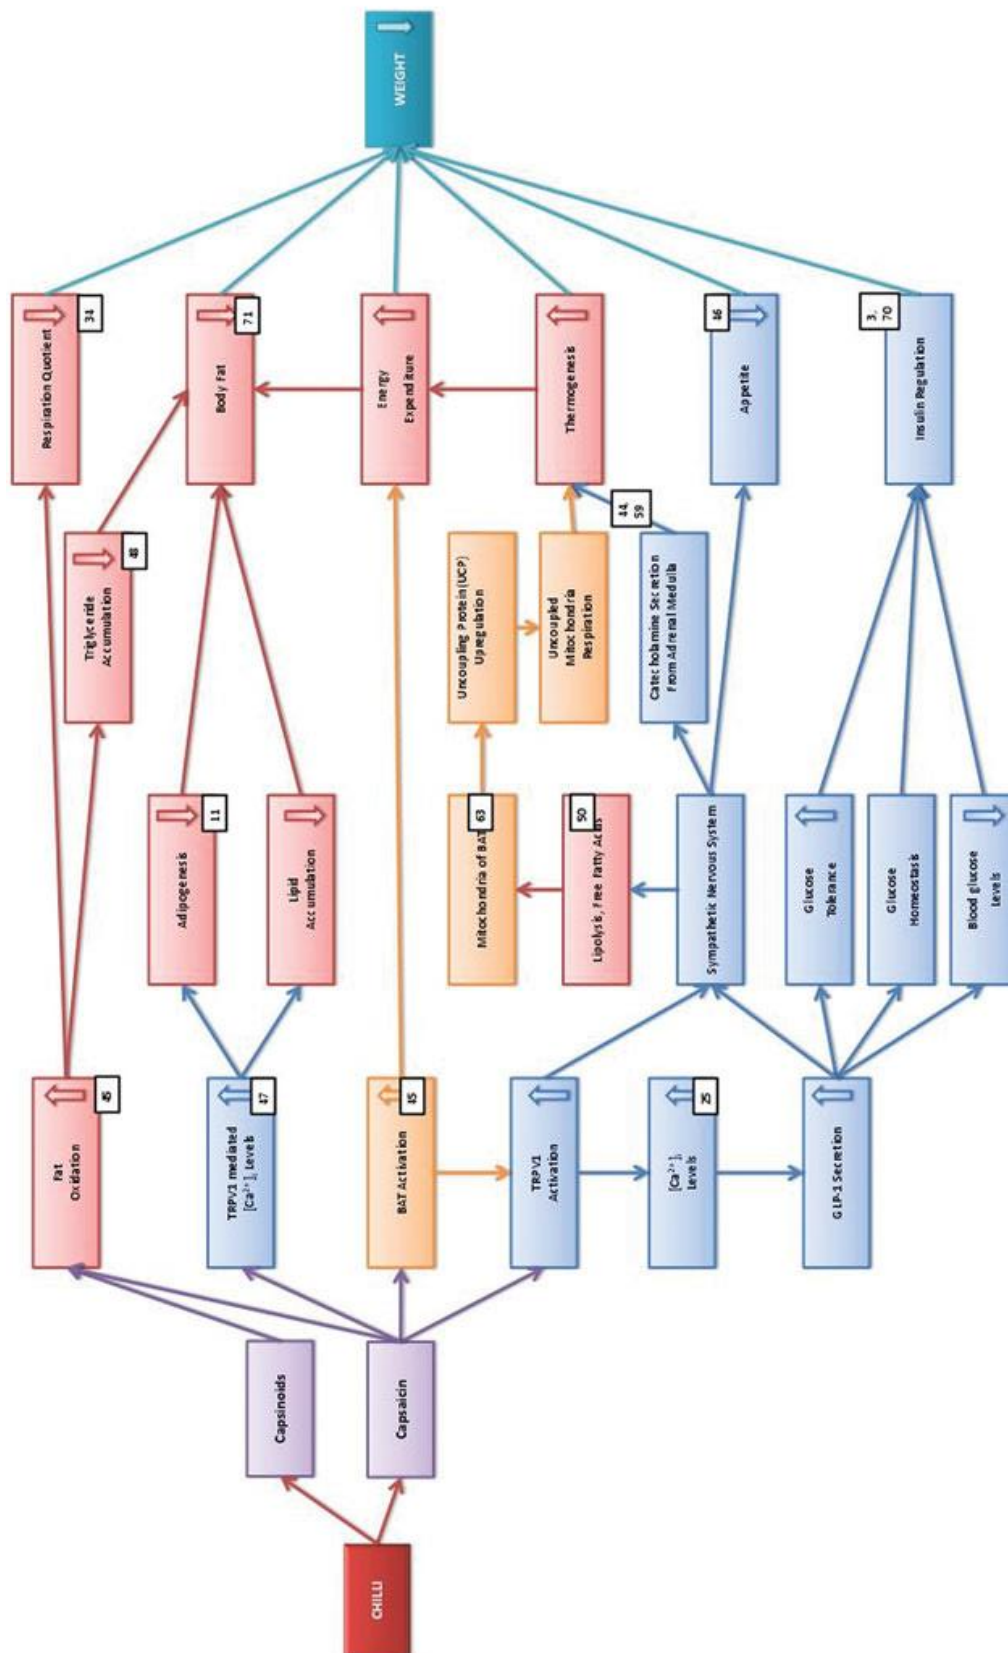 CHILLI
Capsinoids
Capsaicin
Fat
Oxidation
45
TRPV1 mediated
[Ca²⁺]ᵢ Levels
47
BAT Activation
45
TRPV1
Activation
[Ca²⁺]ᵢ
Levels
25
GLP-1 Secretion
Adipogenesis
11
Lipid
Accumulation
Mitochondria of BAT
63
Lipolysis, Free Fatty Acids
50
Sympathetic Nervous System
Glucose
Tolerance
Glucose
Homeostasis
Blood glucose
Levels
Triglyceride
Accumulation
48
Uncoupling Protein(UCP)
Upregulation
Uncoupled
Mitochondria
Respiration
Catecholamine Secretion
From Adrenal Medulla
44,
59
Respiration Quotient
34
Body Fat
71
Energy
Expenditure
Thermogenesis
Appetite
46
Insulin Regulation
3,
70
WEIGHT